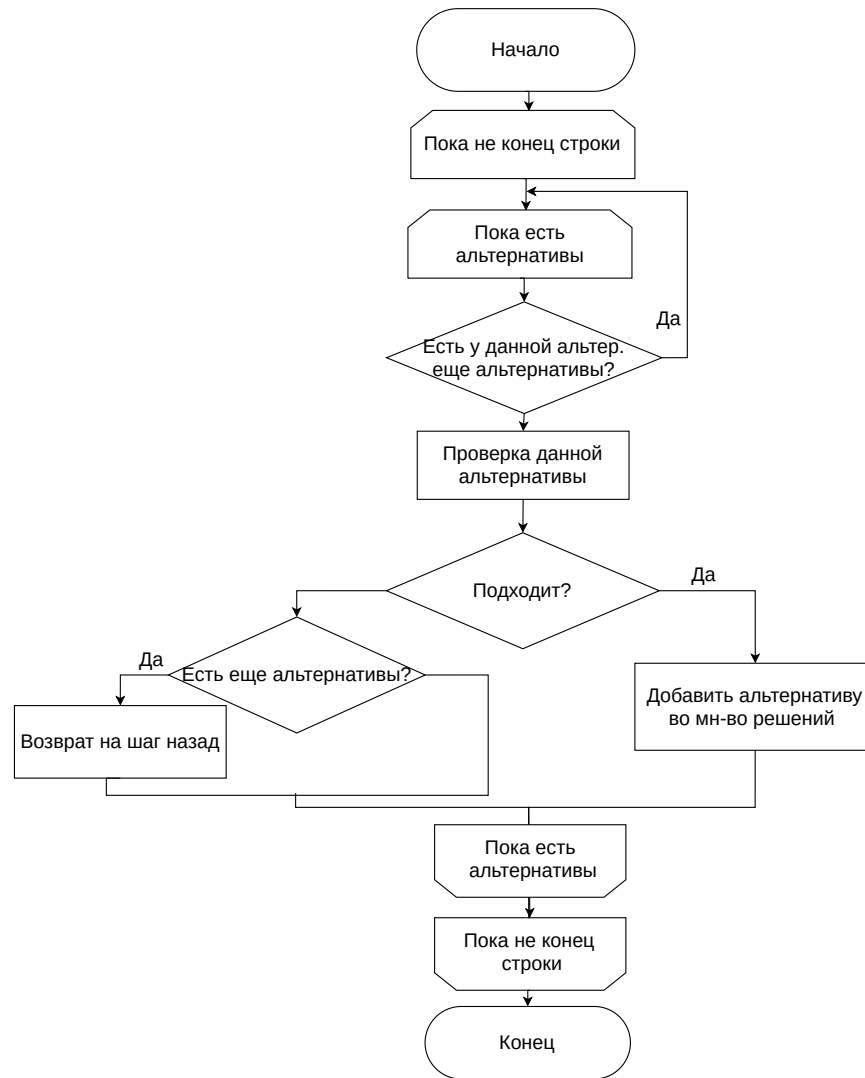 Начало
Пока не конец строки
Пока есть
альтернативы
Да
Есть у данной альтер.
еще альтернативы?
Проверка данной
альтернативы
Подходит?
Да
Да
Есть еще альтернативы?
Возврат на шаг назад
Добавить альтернативу
во мн-во решений
Пока есть
альтернативы
Пока не конец
строки
Конец